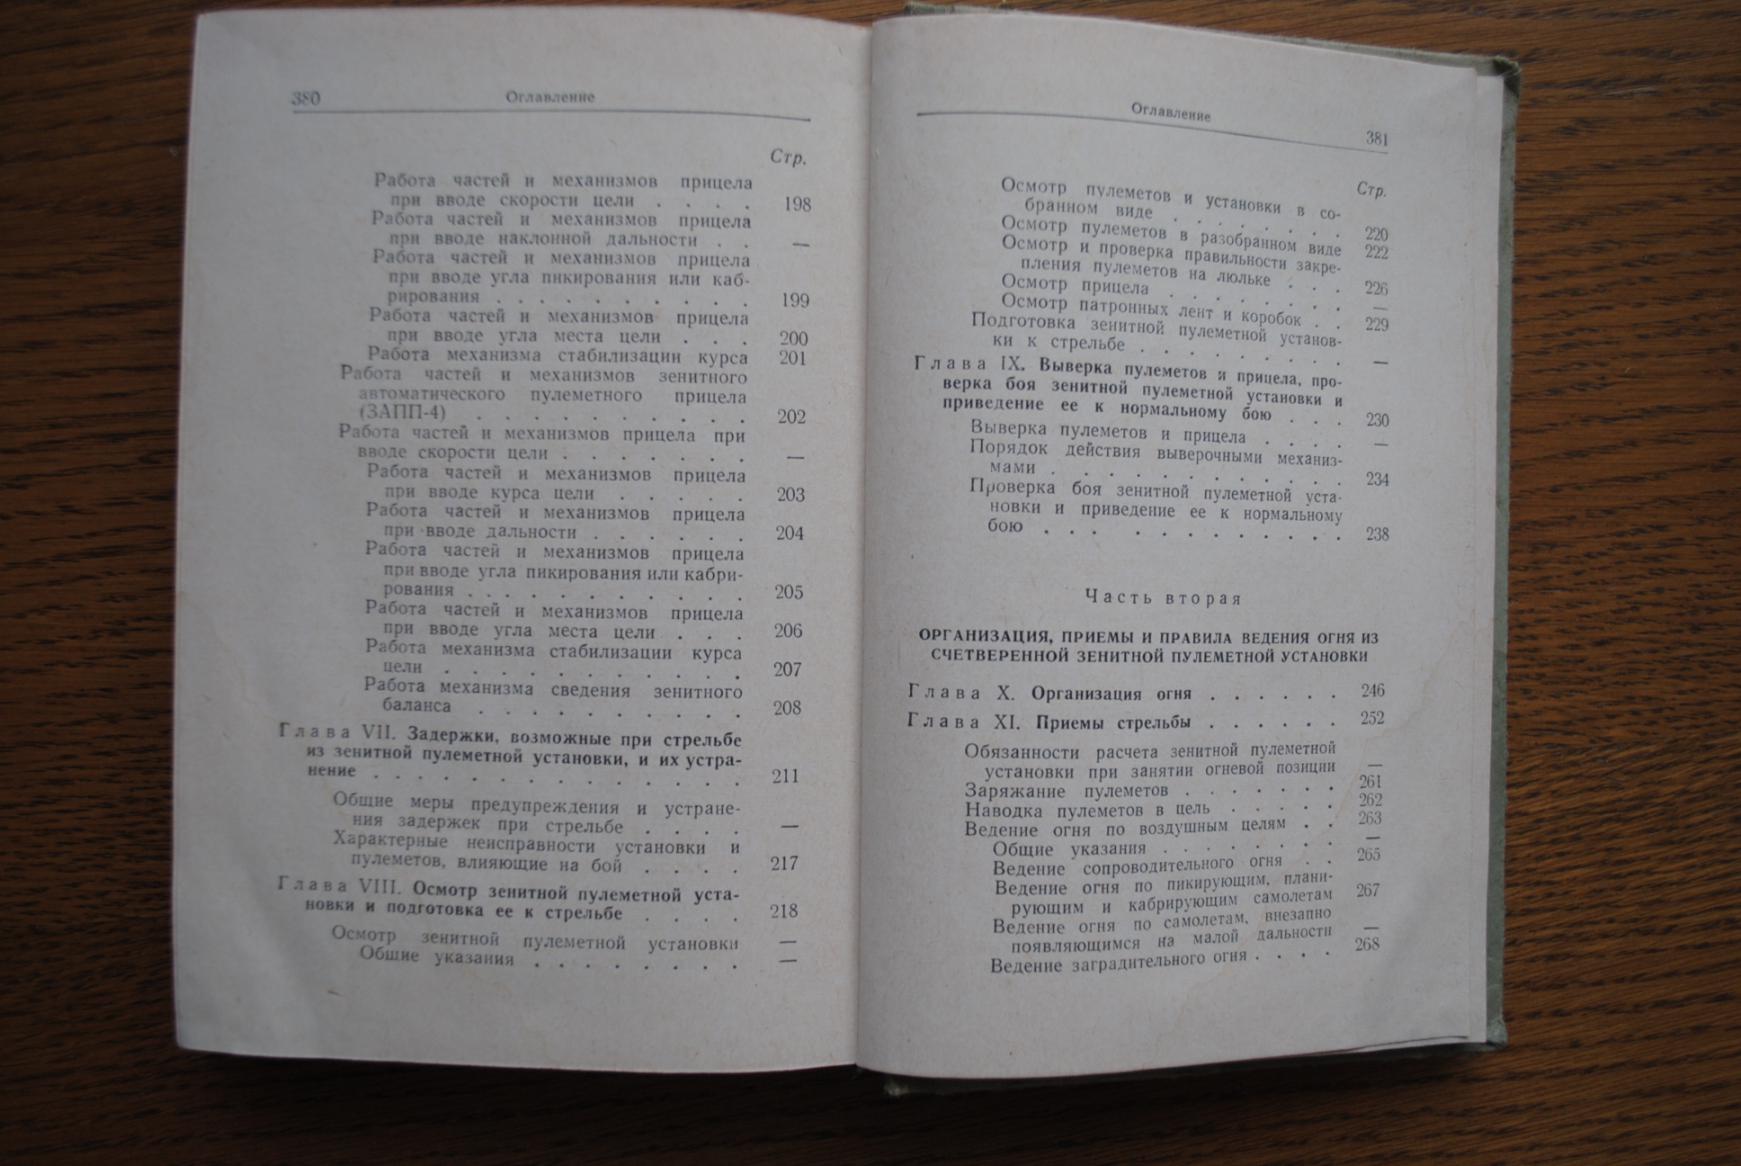 380 Оглавление
Стр.
Работа частей и механизмов прицела
при вводе скорости цели . . . . 198
Работа частей и механизмов прицела
при вводе наклонной дальности . . —
Работа частей и механизмов прицела
при вводе угла пикирования или каб-
рирования . . . . . . . . . . 199
Работа частей и механизмов прицела
при вводе угла места цели . . . 200
Работа механизма стабилизации курса 201
Работа частей и механизмов зенитного
автоматического пулеметного прицела
(ЗАПП-4) . . . . . . . . . . 202
Работа частей и механизмов прицела при
вводе скорости цели . . . . . . . —
Работа частей и механизмов прицела
при вводе курса цели . . . . . 203
Работа частей и механизмов прицела
при вводе дальности . . . . . . 204
Работа частей и механизмов прицела
при вводе угла пикирования или кабри-
рования . . . . . . . . . . . 205
Работа частей и механизмов прицела
при вводе угла места цели . . . 206
Работа механизма стабилизации курса
цели . . . . . . . . . . . 207
Работа механизма сведения зенитного
баланса . . . . . . . . . . 208
Глава VII. Задержки, возможные при стрельбе
из зенитной пулеметной установки, и их устра-
нение . . . . . . . . . . . . . . 211
Общие меры предупреждения и устране-
ния задержек при стрельбе . . . . —
Характерные неисправности установки и
пулеметов, влияющие на бой . . . . 217
Глава VIII. Осмотр зенитной пулеметной уста-
новки и подготовка ее к стрельбе . . . . 218
Осмотр зенитной пулеметной установки —
Общие указания . . . . . . . . —
Оглавление 381
Стр.
Осмотр пулеметов и установки в со-
бранном виде . . . . . . . 220
Осмотр пулеметов в разобранном виде 222
Осмотр и проверка правильности закре-
пления пулеметов на люльке . . . 226
Осмотр прицела . . . . . . . . —
Осмотр патронных лент и коробок . . 229
Подготовка зенитной пулеметной установ-
ки к стрельбе . . . . . . . . . —
Глава IX. Выверка пулеметов и прицела, про-
верка боя зенитной пулеметной установки и
приведение ее к нормальному бою . . . 230
Выверка пулеметов и прицела . . . . —
Порядок действия выверочными механиз-
мами . . . . . . . . . . . 234
Проверка боя зенитной пулеметной уста-
новки и приведение ее к нормальному
бою . . . . . . . . . . . . 238
Часть вторая
ОРГАНИЗАЦИЯ, ПРИЕМЫ И ПРАВИЛА ВЕДЕНИЯ ОГНЯ ИЗ
СЧЕТВЕРЕННОЙ ЗЕНИТНОЙ ПУЛЕМЕТНОЙ УСТАНОВКИ
Глава X. Организация огня . . . . . . 246
Глава XI. Приемы стрельбы . . . . . . 252
Обязанности расчета зенитной пулеметной
установки при занятии огневой позиции —
Заряжание пулеметов . . . . . . . 261
Наводка пулеметов в цель . . . . . 262
Ведение огня по воздушным целям . . 263
Общие указания . . . . . . . . —
Ведение сопроводительного огня . . 265
Ведение огня по пикирующим, плани-
рующим и кабрирующим самолетам 267
Ведение огня по самолетам, внезапно
появляющимся на малой дальности —
Ведение заградительного огня . . . . 268